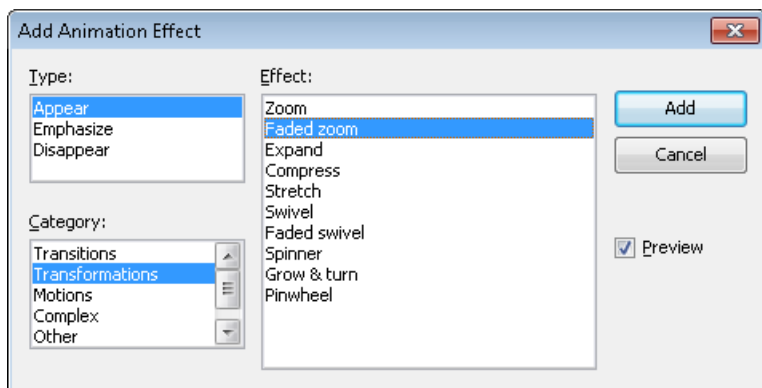 Add Animation Effect
Type:
Appear
Emphasize
Disappear
Category:
Transitions
Transformations
Motions
Complex
Other
Effect:
Zoom
Faded zoom
Expand
Compress
Stretch
Swivel
Faded swivel
Spinner
Grow & turn
Pinwheel
Add
Cancel
Preview